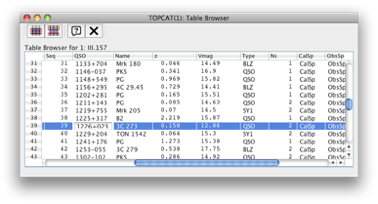 TOPCAT(1): Table Browser
Table Browser for 1: III.157
Seq QSO Name z Vmag Type Ns CalSp ObsSp
31 31 1133+704 Mrk 180 0.046 14.49 BLZ 1 CalSp ObsSp
32 32 1146-037 PKS 0.341 16.9 QSO 1 CalSp ObsSp
33 33 1148+549 PG 0.969 15.82 QSO 2 CalSp ObsSp
34 34 1156+295 4C 29.45 0.729 14.41 BLZ 1 CalSp ObsSp
35 35 1202+281 PG 0.165 15.51 QSO 1 CalSp ObsSp
36 36 1211+143 PG 0.085 14.63 QSO 2 CalSp ObsSp
37 37 1219+755 Mrk 205 0.07 14.5 SY1 2 CalSp ObsSp
38 38 1225+317 B2 2.219 15.87 QSO 1 CalSp ObsSp
39 39 1226+023 3C 273 0.158 12.86 QSO 2 CalSp ObsSp
40 40 1229+204 TON 1542 0.064 15.3 SY1 2 CalSp ObsSp
41 41 1241+176 PG 1.273 15.38 QSO 1 CalSp ObsSp
42 42 1253-055 3C 279 0.538 17.75 BLZ 1 CalSp ObsSp
43 43 1302-102 PKS 0.286 14.92 QSO 2 CalSp ObsSp